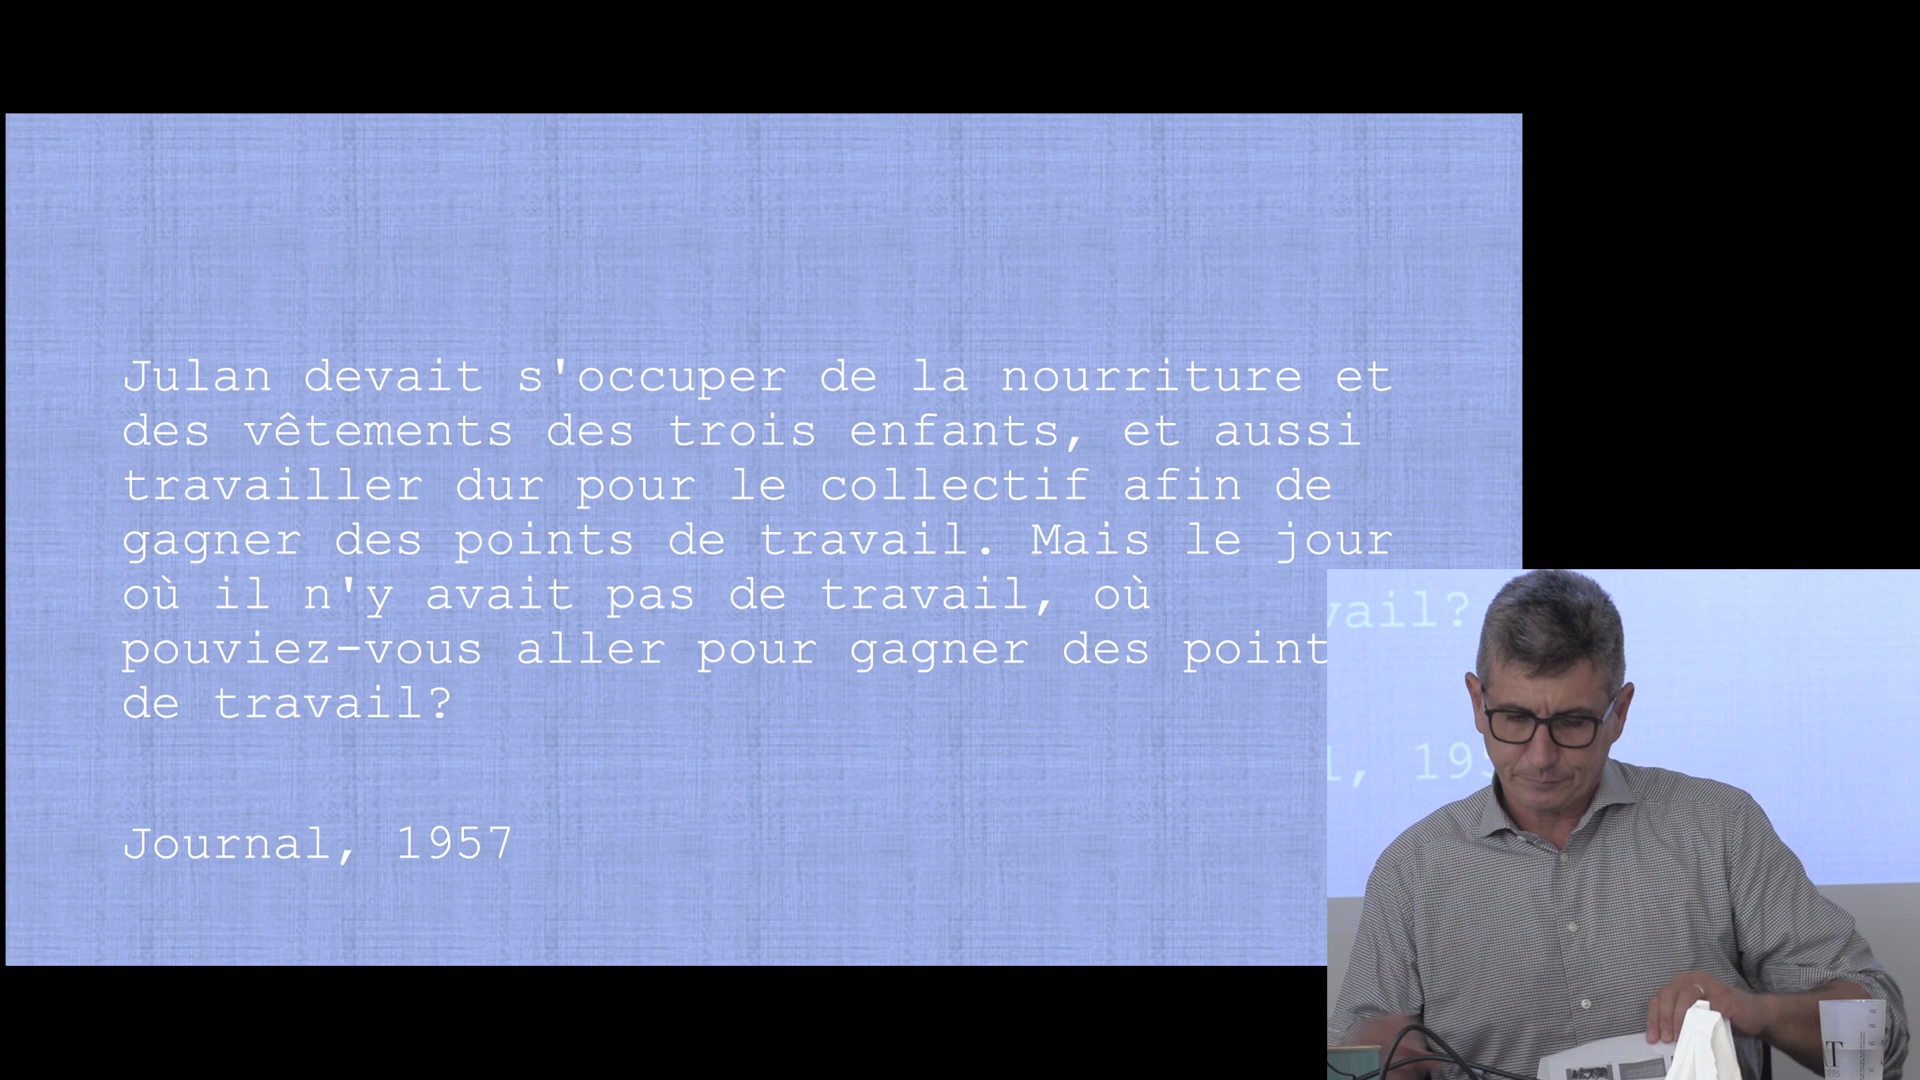 Julan devait s'occuper de la nourriture et
des vêtements des trois enfants, et aussi
travailler dur pour le collectif afin de
gagner des points de travail. Mais le jour
où il n'y avait pas de travail, où
pouviez-vous aller pour gagner des point
de travail?
Journal, 1957
vail?
l, 195
T